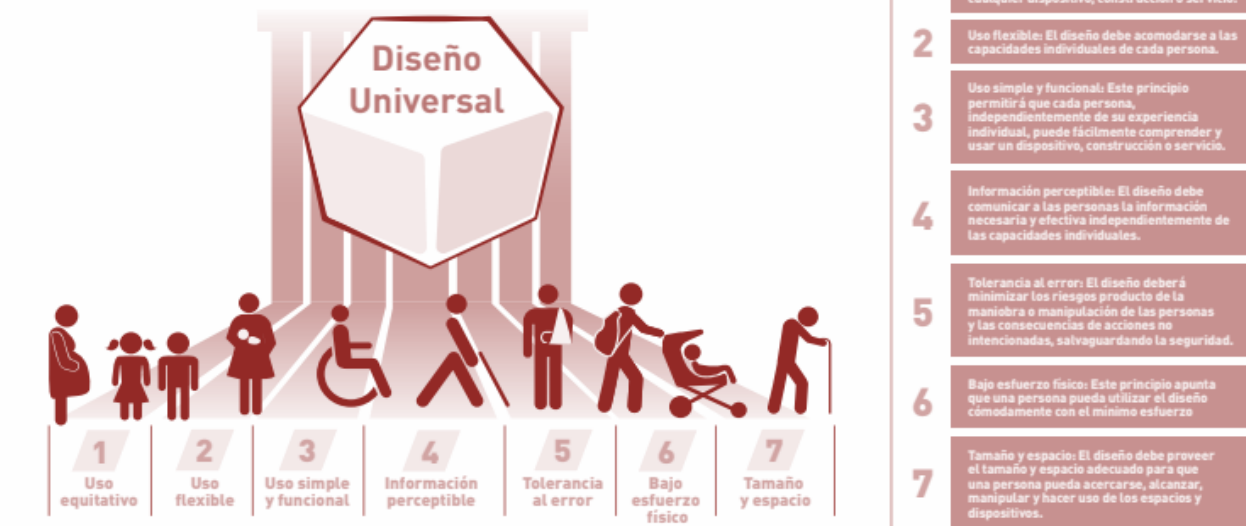 Diseño
Universal
1
Uso
equitativo
2
Uso
flexible
3
Uso simple
y funcional
4
Información
perceptible
5
Tolerancia
al error
6
Bajo
esfuerzo
físico
7
Tamaño
y espacio
cualquier dispositivo, construcción o servicio.
2
Uso flexible: El diseño debe acomodarse a las
capacidades individuales de cada persona.
3
Uso simple y funcional: Este principio
permitirá que cada persona,
independientemente de su experiencia
individual, puede fácilmente comprender y
usar un dispositivo, construcción o servicio.
4
Información perceptible: El diseño debe
comunicar a las personas la información
necesaria y efectiva independientemente de
las capacidades individuales.
5
Tolerancia al error: El diseño deberá
minimizar los riesgos producto de la
maniobra o manipulación de las personas
y las consecuencias de acciones no
intencionadas, salvaguardando la seguridad.
6
Bajo esfuerzo físico: Este principio apunta
que una persona pueda utilizar el diseño
cómodamente con el mínimo esfuerzo
7
Tamaño y espacio: El diseño debe proveer
el tamaño y espacio adecuado para que
una persona pueda acercarse, alcanzar,
manipular y hacer uso de los espacios y
dispositivos.